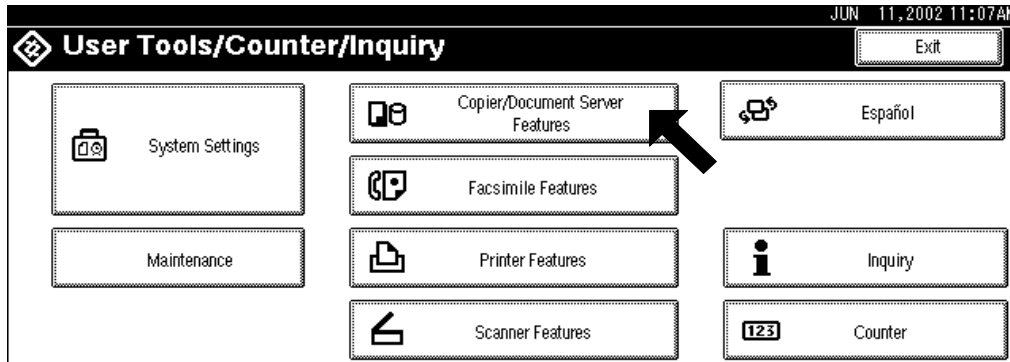 JUN 11,2002 11:07AM
User Tools/Counter/Inquiry
Exit
System Settings
Maintenance
Copier/Document Server
Features
Facsimile Features
Printer Features
Scanner Features
Español
Inquiry
123
Counter